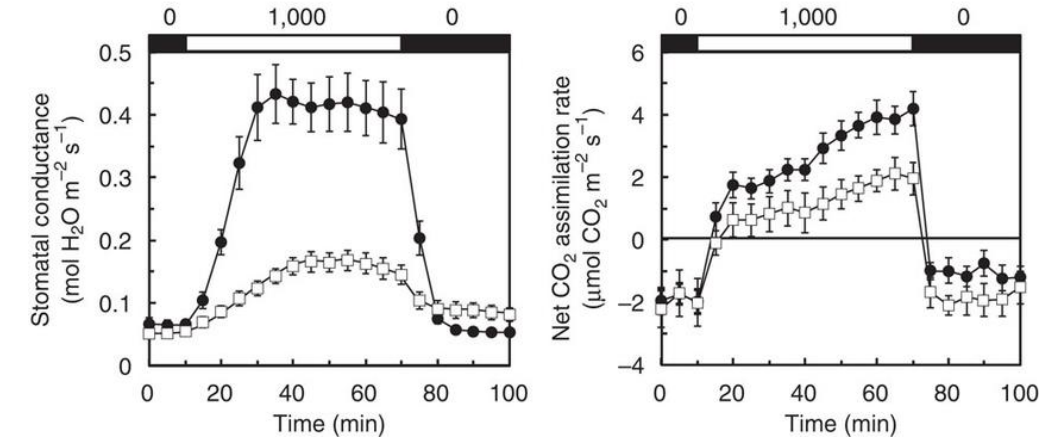 0 1,000 0
0.5
0.4
0.3
0.2
0.1
0
Stomatal conductance
(mol H₂O m⁻² s⁻¹)
0 20 40 60 80 100
Time (min)
0 1,000 0
6
4
2
0
–2
–4
Net CO₂ assimilation rate
(μmol CO₂ m⁻² s⁻¹)
0 20 40 60 80 100
Time (min)